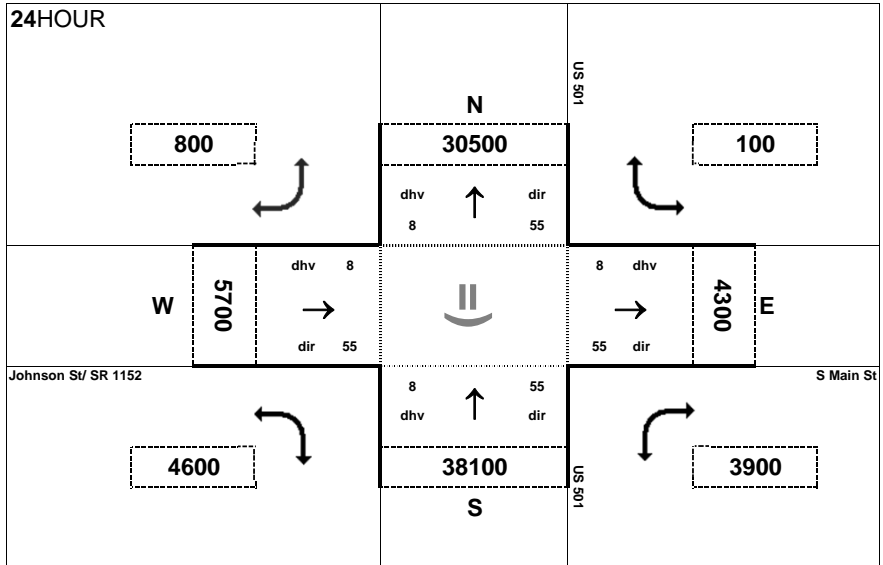 24HOUR
US 501
N
800
30500
100
dhv
dir
8
55
dhv 8
8 dhv
W
5700
4300
E
dir 55
55 dir
Johnson St/ SR 1152
S Main St
8
55
dhv
dir
4600
38100
3900
US 501
S